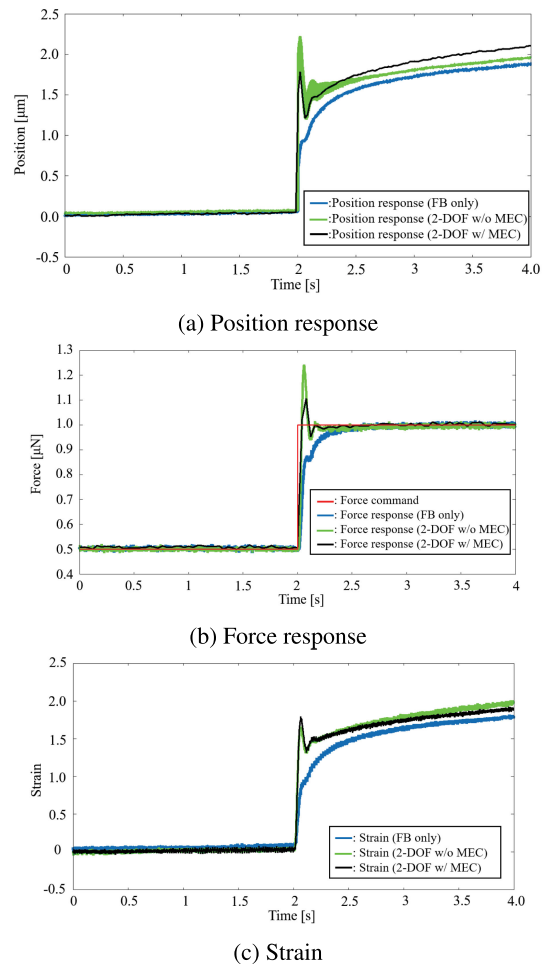 2.5
2.0
1.5
1.0
0.5
0.0
-0.5
Position [μm]
:Position response (FB only)
:Position response (2-DOF w/o MEC)
:Position response (2-DOF w/ MEC)
0 0.5 1 1.5 2 2.5 3.0 3.5 4.0
Time [s]
(a) Position response
1.3
1.2
1.1
1.0
0.9
0.8
0.7
0.6
0.5
0.4
Force [μN]
: Force command
: Force response (FB only)
: Force response (2-DOF w/o MEC)
: Force response (2-DOF w/ MEC)
0 0.5 1 1.5 2 2.5 3 3.5 4
Time [s]
(b) Force response
2.5
2.0
1.5
1.0
0.5
0
-0.5
Strain
: Strain (FB only)
: Strain (2-DOF w/o MEC)
: Strain (2-DOF w/ MEC)
0 0.5 1 1.5 2 2.5 3.0 3.5 4.0
Time [s]
(c) Strain